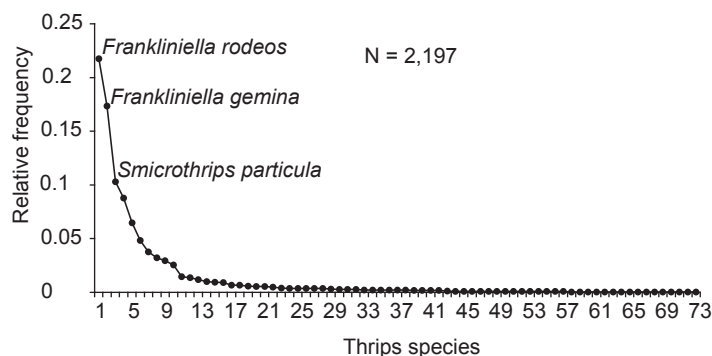 0.25
0.2
0.15
0.1
0.05
0
Relative frequency
Frankliniella rodeos
N = 2,197
Frankliniella gemina
Smicrothrips particula
1 5 9 13 17 21 25 29 33 37 41 45 49 53 57 61 65 69 73
Thrips species